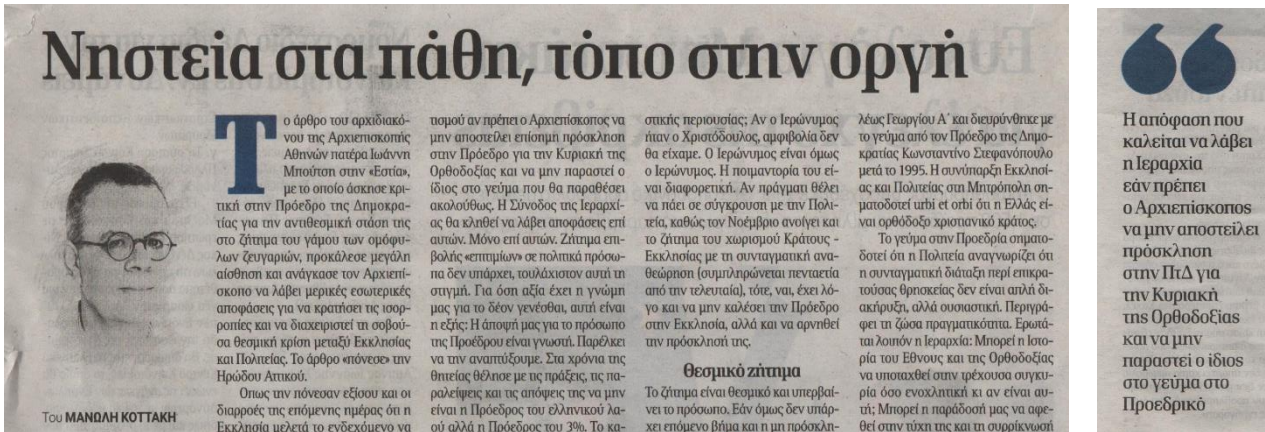 Νηστεία στα πάθη, τόπο στην οργή
Του ΜΑΝΩΛΗ ΚΟΤΤΑΚΗ
Το άρθρο του αρχιδιακό-
νου της Αρχιεπισκοπής
Αθηνών πατέρα Ιωάννη
Μπούτση στην «Εστία»,
με το οποίο άσκησε κρι-
τική στην Πρόεδρο της Δημοκρα-
τίας για την αντιθεσμική στάση της
στο ζήτημα του γάμου των ομόφυ-
λων ζευγαριών, προκάλεσε μεγάλη
αίσθηση και ανάγκασε τον Αρχιεπί-
σκοπο να λάβει μερικές εσωτερικές
αποφάσεις για να κρατήσει τις ισορ-
ροπίες και να διαχειριστεί τη σοβού-
σα θεσμική κρίση μεταξύ Εκκλησίας
και Πολιτείας. Το άρθρο «πόνεσε» την
Ηρώδου Αττικού.
Οπως την πόνεσαν εξίσου και οι
διαρροές της επόμενης ημέρας ότι η
Εκκλησία μελετά το ενδεχόμενο να
τισμού αν πρέπει ο Αρχιεπίσκοπος να
μην αποστείλει επίσημη πρόσκληση
στην Πρόεδρο για την Κυριακή της
Ορθοδοξίας και να μην παραστεί ο
ίδιος στο γεύμα που θα παραθέσει
ακολούθως. Η Σύνοδος της Ιεραρχί-
ας θα κληθεί να λάβει αποφάσεις επί
αυτών. Μόνο επί αυτών. Ζήτημα επι-
βολής «επιτιμίων» σε πολιτικά πρόσω-
πα δεν υπάρχει, τουλάχιστον αυτή τη
στιγμή. Για όση αξία έχει η γνώμη
μας για το δέον γενέσθαι, αυτή είναι
η εξής: Η άποψή μας για το πρόσωπο
της Προέδρου είναι γνωστή. Παρέλκει
να την αναπτύξουμε. Στα χρόνια της
θητείας θέλησε με τις πράξεις, τις πα-
ραλείψεις και τις απόψεις της να μην
είναι η Πρόεδρος του ελληνικού λα-
ού αλλά η Πρόεδρος του 3%. Το κα-
στικής περιουσίας; Αν ο Ιερώνυμος
ήταν ο Χριστόδουλος, αμφιβολία δεν
θα είχαμε. Ο Ιερώνυμος είναι όμως
ο Ιερώνυμος. Η ποιμαντορία του εί-
ναι διαφορετική. Αν πράγματι θέλει
να πάει σε σύγκρουση με την Πολι-
τεία, καθώς τον Νοέμβριο ανοίγει και
το ζήτημα του χωρισμού Κράτους -
Εκκλησίας με τη συνταγματική ανα-
θεώρηση (συμπληρώνεται πενταετία
από την τελευταία), τότε, ναι, έχει λό-
γο και να μην καλέσει την Πρόεδρο
στην Εκκλησία, αλλά και να αρνηθεί
την πρόσκλησή της.
Θεσμικό ζήτημα
Το ζήτημα είναι θεσμικό και υπερβαί-
νει το πρόσωπο. Εάν όμως δεν υπάρ-
χει επόμενο βήμα και η μη πρόσκλη-
λέως Γεωργίου Α΄ και διευρύνθηκε με
το γεύμα από τον Πρόεδρο της Δημο-
κρατίας Κωνσταντίνο Στεφανόπουλο
μετά το 1995. Η συνύπαρξη Εκκλησί-
ας και Πολιτείας στη Μητρόπολη ση-
ματοδοτεί urbi et orbi ότι η Ελλάς εί-
ναι ορθόδοξο χριστιανικό κράτος.
Το γεύμα στην Προεδρία σηματο-
δοτεί ότι η Πολιτεία αναγνωρίζει ότι
η συνταγματική διάταξη περί επικρα-
τούσας θρησκείας δεν είναι απλή δι-
ακήρυξη, αλλά ουσιαστική. Περιγρά-
φει τη ζώσα πραγματικότητα. Ερωτά-
ται λοιπόν η Ιεραρχία: Μπορεί η Ιστο-
ρία του Εθνους και της Ορθοδοξίας
να υποταχθεί στην τρέχουσα συγκυ-
ρία όσο ενοχλητική κι αν είναι αυ-
τή; Μπορεί η παράδοσή μας να αφε-
θεί στην τύχη της και τη συρρίκνωσή
Η απόφαση που
καλείται να λάβει
η Ιεραρχία
εάν πρέπει
ο Αρχιεπίσκοπος
να μην αποστείλει
πρόσκληση
στην ΠτΔ για
την Κυριακή
της Ορθοδοξίας
και να μην
παραστεί ο ίδιος
στο γεύμα στο
Προεδρικό